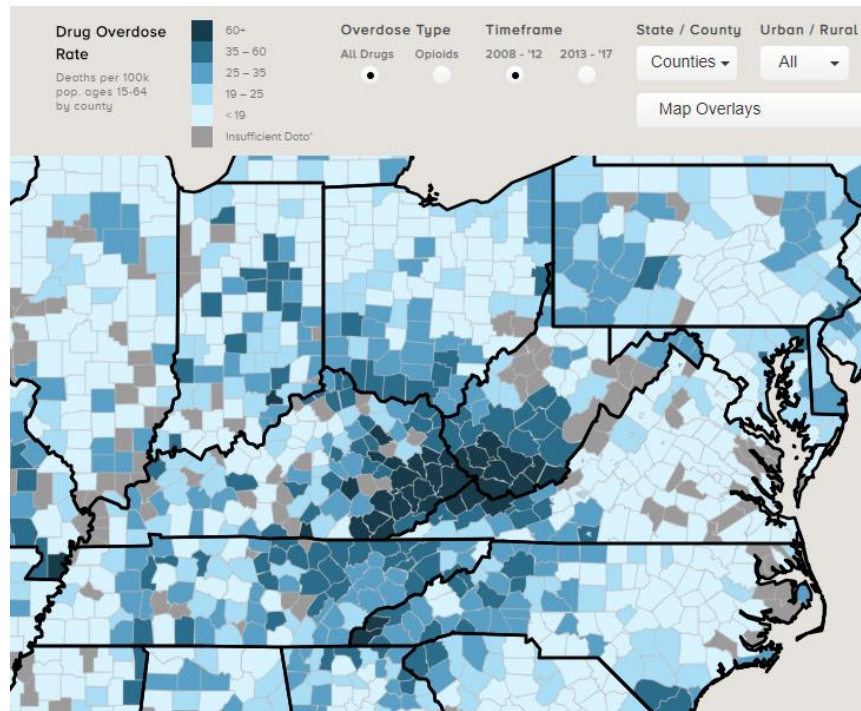 Drug Overdose
Rate
Deaths per 100k
pop. ages 15-64
by county
60+
35 – 60
25 – 35
19 – 25
< 19
Insufficient Data*
Overdose Type
All Drugs
Opioids
Timeframe
2008 - '12
2013 - '17
State / County
Counties
Urban / Rural
All
Map Overlays